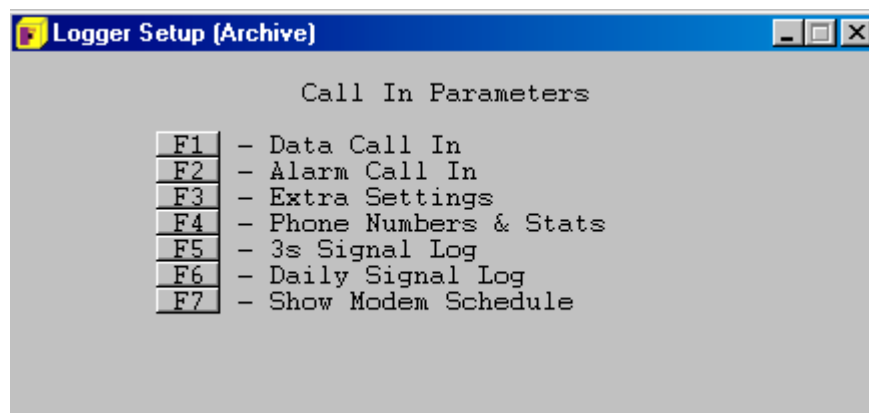 Logger Setup (Archive)
Call In Parameters
F1 - Data Call In
F2 - Alarm Call In
F3 - Extra Settings
F4 - Phone Numbers & Stats
F5 - 3s Signal Log
F6 - Daily Signal Log
F7 - Show Modem Schedule